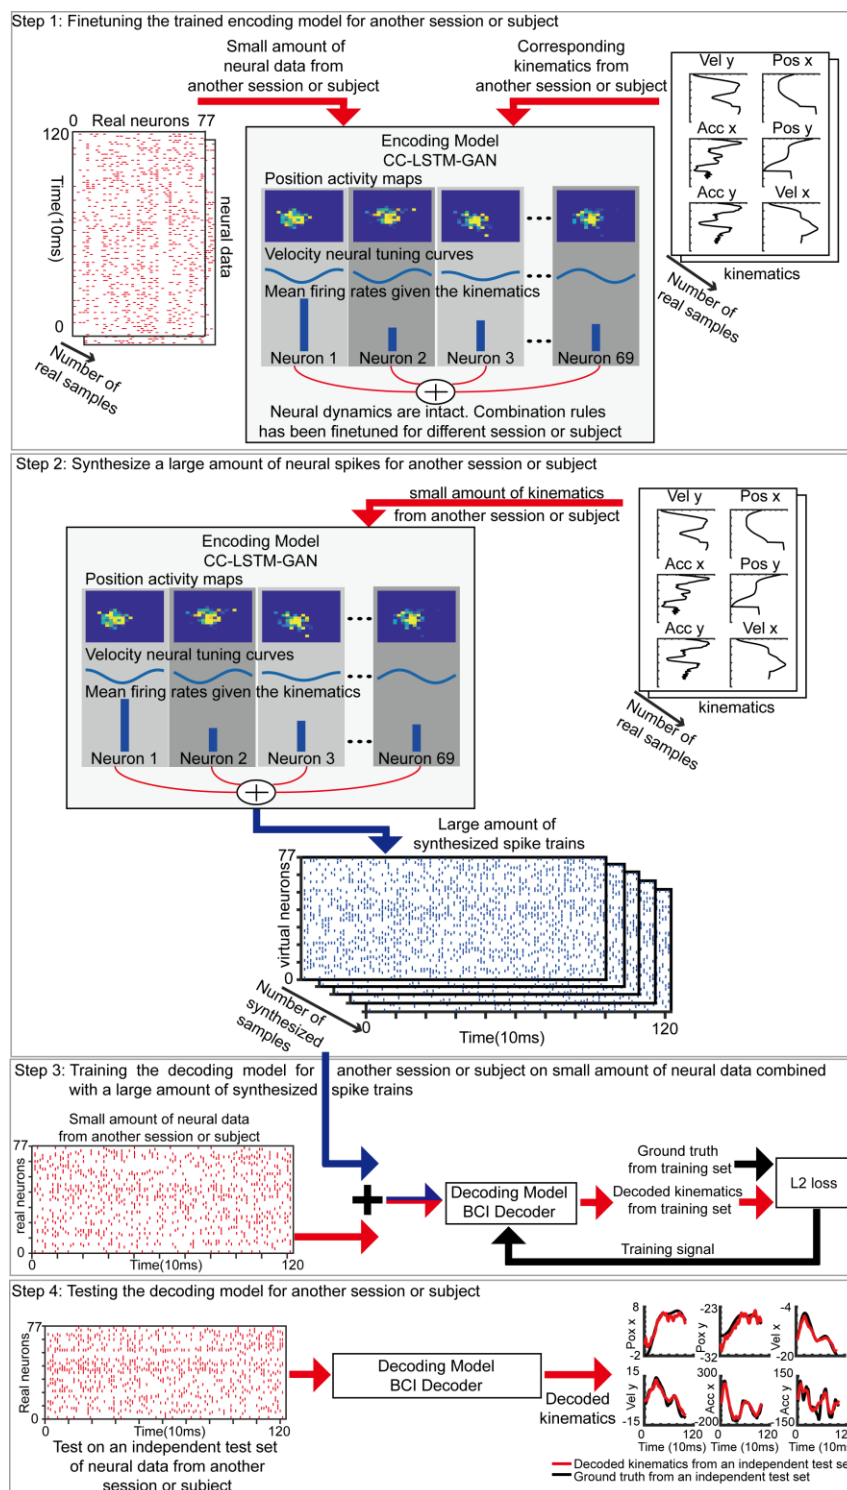 Step 1: Finetuning the trained encoding model for another session or subject
Small amount of
neural data from
another session or subject
Corresponding
kinematics from
another session or subject
0 Real neurons 77
120
Time(10ms)
0
neural data
Number of
real samples
Encoding Model
CC-LSTM-GAN
Position activity maps
Velocity neural tuning curves
Mean firing rates given the kinematics
Neuron 1 Neuron 2 Neuron 3 Neuron 69
Neural dynamics are intact. Combination rules
has been finetuned for different session or subject
Vel y Pos x
Acc x Pos y
Acc y Vel x
kinematics
Number of
real samples
Step 2: Synthesize a large amount of neural spikes for another session or subject
small amount of kinematics
from another session or subject
Encoding Model
CC-LSTM-GAN
Position activity maps
Velocity neural tuning curves
Mean firing rates given the kinematics
Neuron 1 Neuron 2 Neuron 3 Neuron 69
Vel y Pos x
Acc x Pos y
Acc y Vel x
kinematics
Number of
real samples
Large amount of
synthesized spike trains
77
virtual neurons
0
Number of
synthesized
samples
0 120
Time(10ms)
Step 3: Training the decoding model for another session or subject on small amount of neural data combined
with a large amount of synthesized spike trains
Small amount of neural data
from another session or subject
77
real neurons
0
0 Time(10ms) 120
+
Decoding Model
BCI Decoder
Ground truth
from training set
Decoded kinematics
from training set
L2 loss
Training signal
Step 4: Testing the decoding model for another session or subject
77
Real neurons
0
0 Time(10ms) 120
Test on an independent test set
of neural data from another
session or subject
Decoding Model
BCI Decoder
Decoded
kinematics
8 -23 -4
Pox x Pox y Vel x
-2 -32 -20
15 300 150
Vel y Acc x Acc y
-15 -200 150
0 120 0 120 0 120
Time (10ms) Time (10ms) Time (10ms)
Decoded kinematics from an independent test set
Ground truth from an independent test set